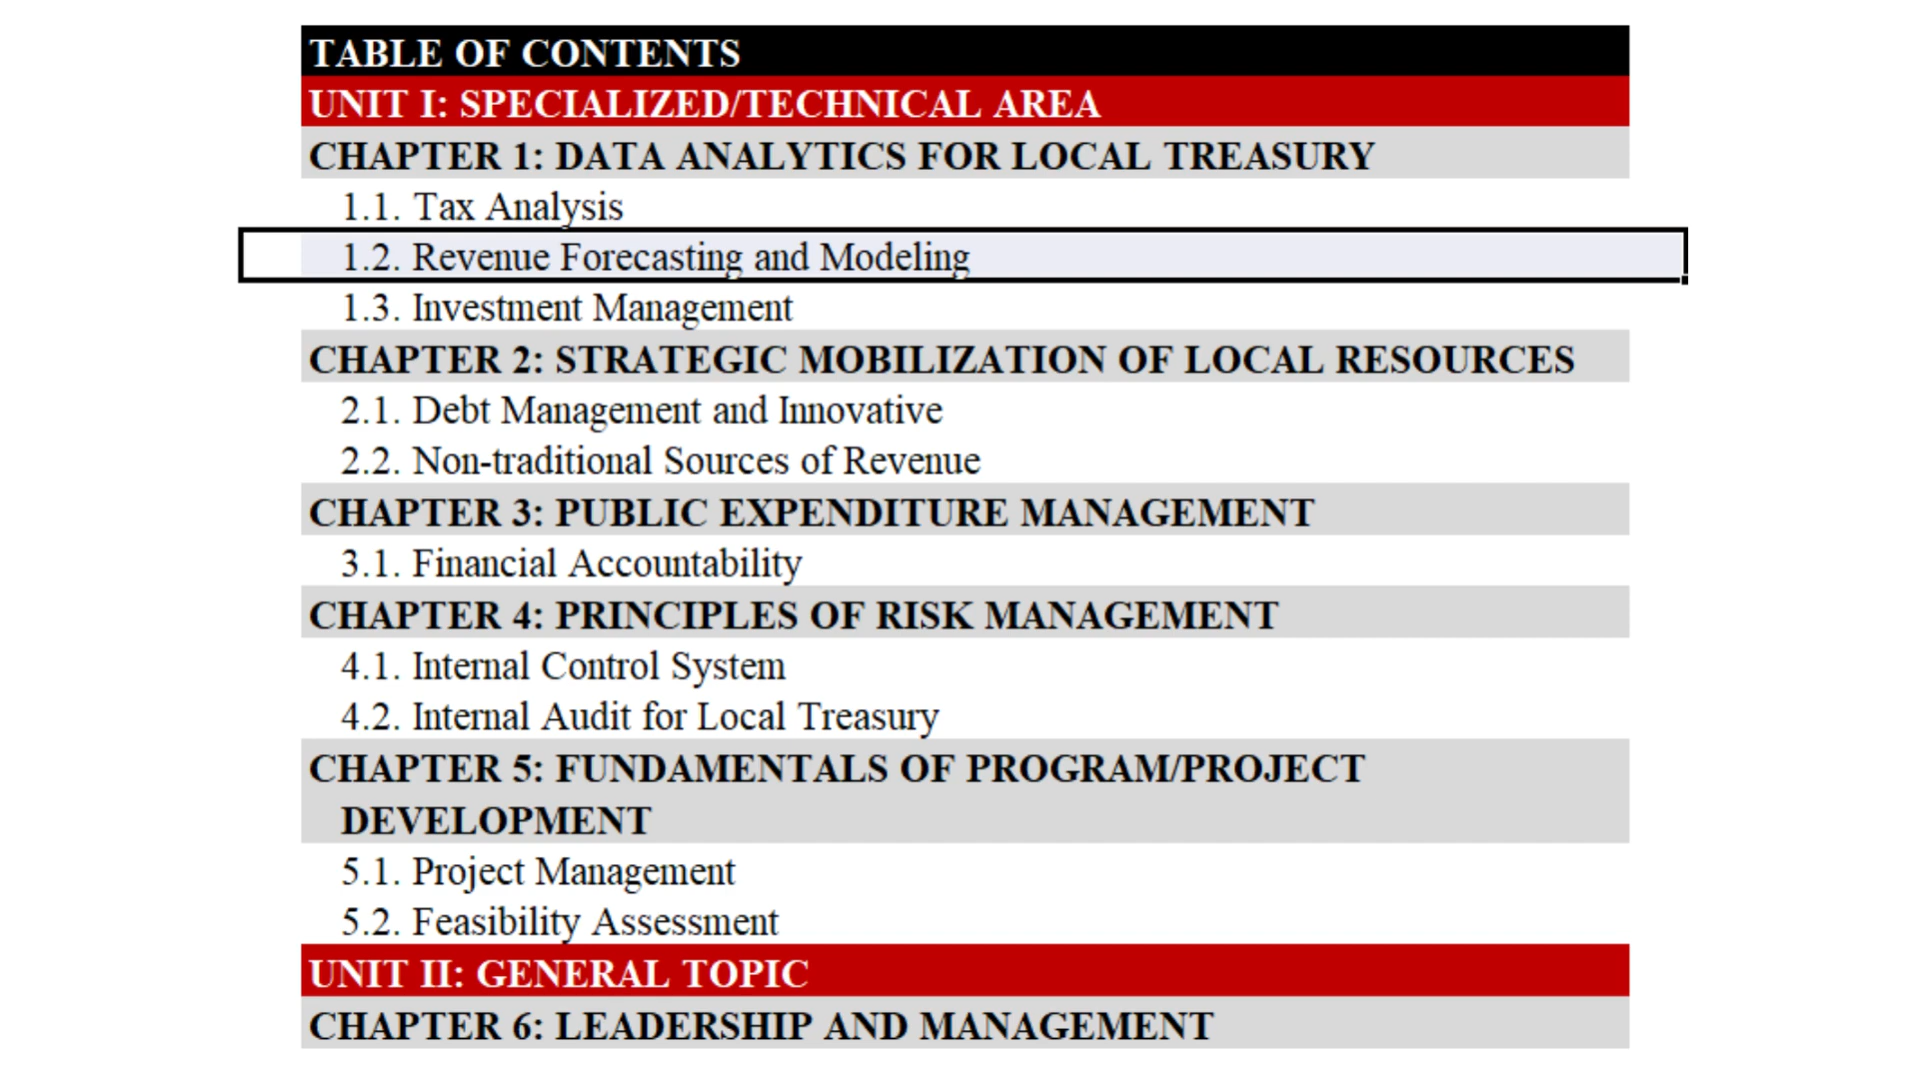 TABLE OF CONTENTS
UNIT I: SPECIALIZED/TECHNICAL AREA
CHAPTER 1: DATA ANALYTICS FOR LOCAL TREASURY
1.1. Tax Analysis
1.2. Revenue Forecasting and Modeling
1.3. Investment Management
CHAPTER 2: STRATEGIC MOBILIZATION OF LOCAL RESOURCES
2.1. Debt Management and Innovative
2.2. Non-traditional Sources of Revenue
CHAPTER 3: PUBLIC EXPENDITURE MANAGEMENT
3.1. Financial Accountability
CHAPTER 4: PRINCIPLES OF RISK MANAGEMENT
4.1. Internal Control System
4.2. Internal Audit for Local Treasury
CHAPTER 5: FUNDAMENTALS OF PROGRAM/PROJECT
DEVELOPMENT
5.1. Project Management
5.2. Feasibility Assessment
UNIT II: GENERAL TOPIC
CHAPTER 6: LEADERSHIP AND MANAGEMENT